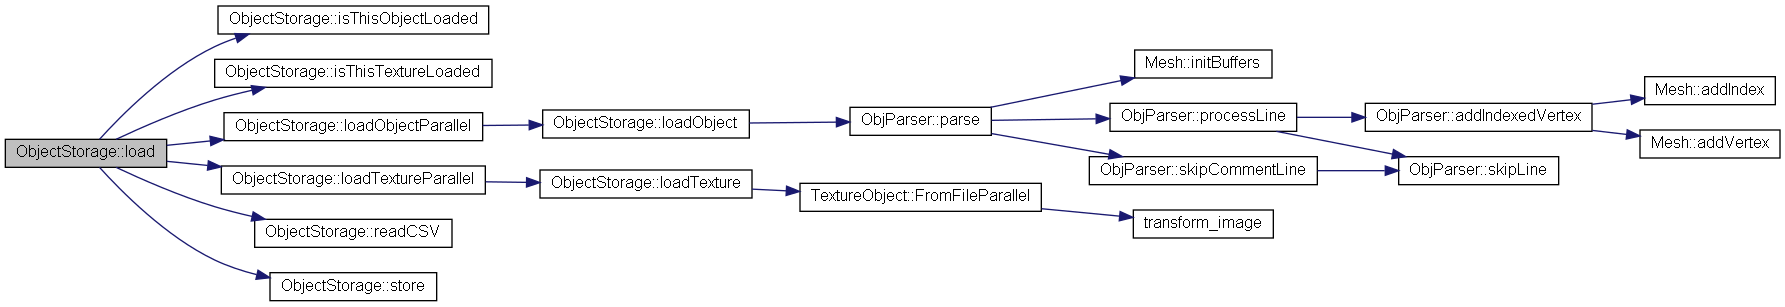 ObjectStorage::load
ObjectStorage::isThisObjectLoaded
ObjectStorage::isThisTextureLoaded
ObjectStorage::loadObjectParallel
ObjectStorage::loadTextureParallel
ObjectStorage::readCSV
ObjectStorage::store
ObjectStorage::loadObject
ObjectStorage::loadTexture
ObjParser::parse
TextureObject::FromFileParallel
Mesh::initBuffers
ObjParser::processLine
ObjParser::skipCommentLine
transform_image
ObjParser::addIndexedVertex
ObjParser::skipLine
Mesh::addIndex
Mesh::addVertex